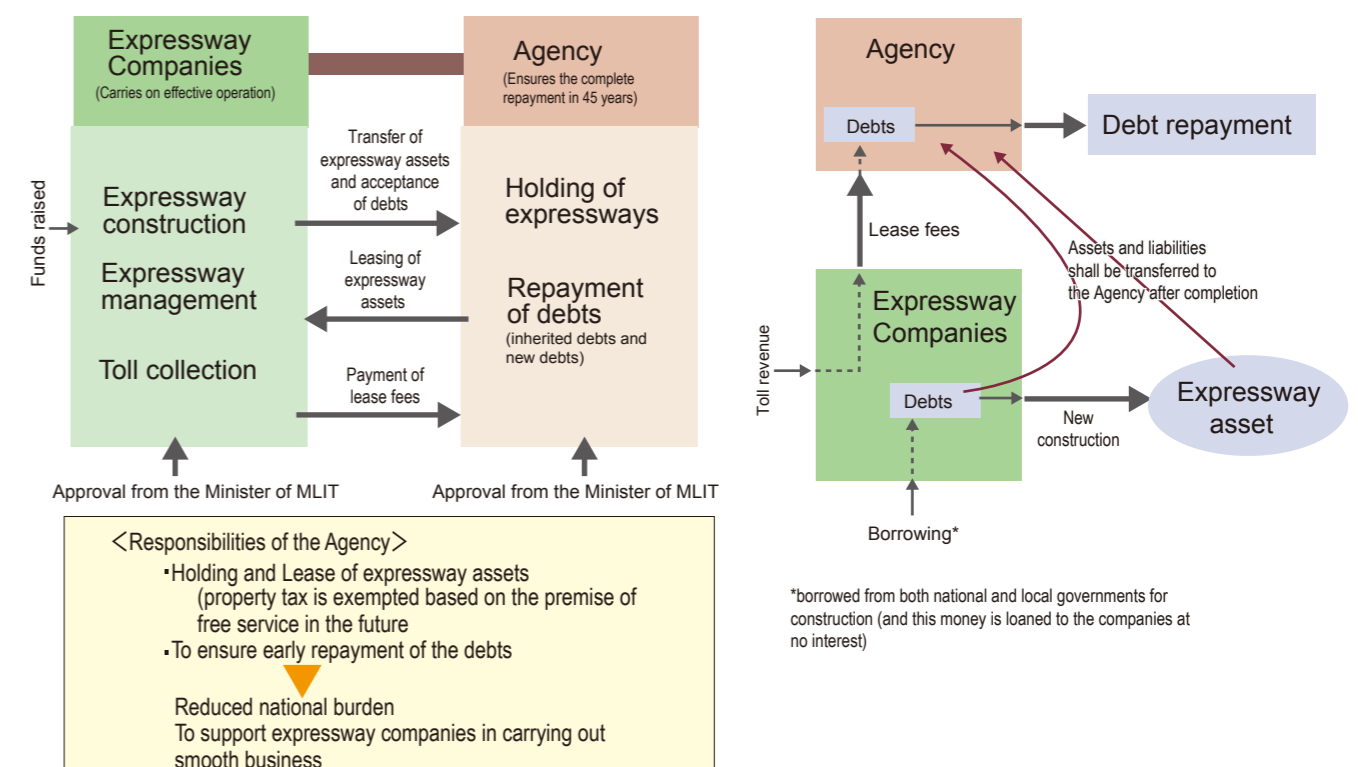 Expressway
Companies
(Carries on effective operation)
Agency
(Ensures the complete
repayment in 45 years)
Funds raised
Expressway
construction
Expressway
management
Toll collection
Transfer of
expressway assets
and acceptance
of debts
Leasing of
expressway
assets
Payment of
lease fees
Holding of
expressways
Repayment
of debts
(inherited debts and
new debts)
Approval from the Minister of MLIT
Approval from the Minister of MLIT
<Responsibilities of the Agency>
▪Holding and Lease of expressway assets
(property tax is exempted based on the premise of
free service in the future
▪To ensure early repayment of the debts
Reduced national burden
To support expressway companies in carrying out
smooth business
Agency
Debts
Debt repayment
Lease fees
Assets and liabilities
shall be transferred to
the Agency after completion
Expressway
Companies
Toll revenue
Debts
New
construction
Expressway
asset
Borrowing*
*borrowed from both national and local governments for
construction (and this money is loaned to the companies at
no interest)